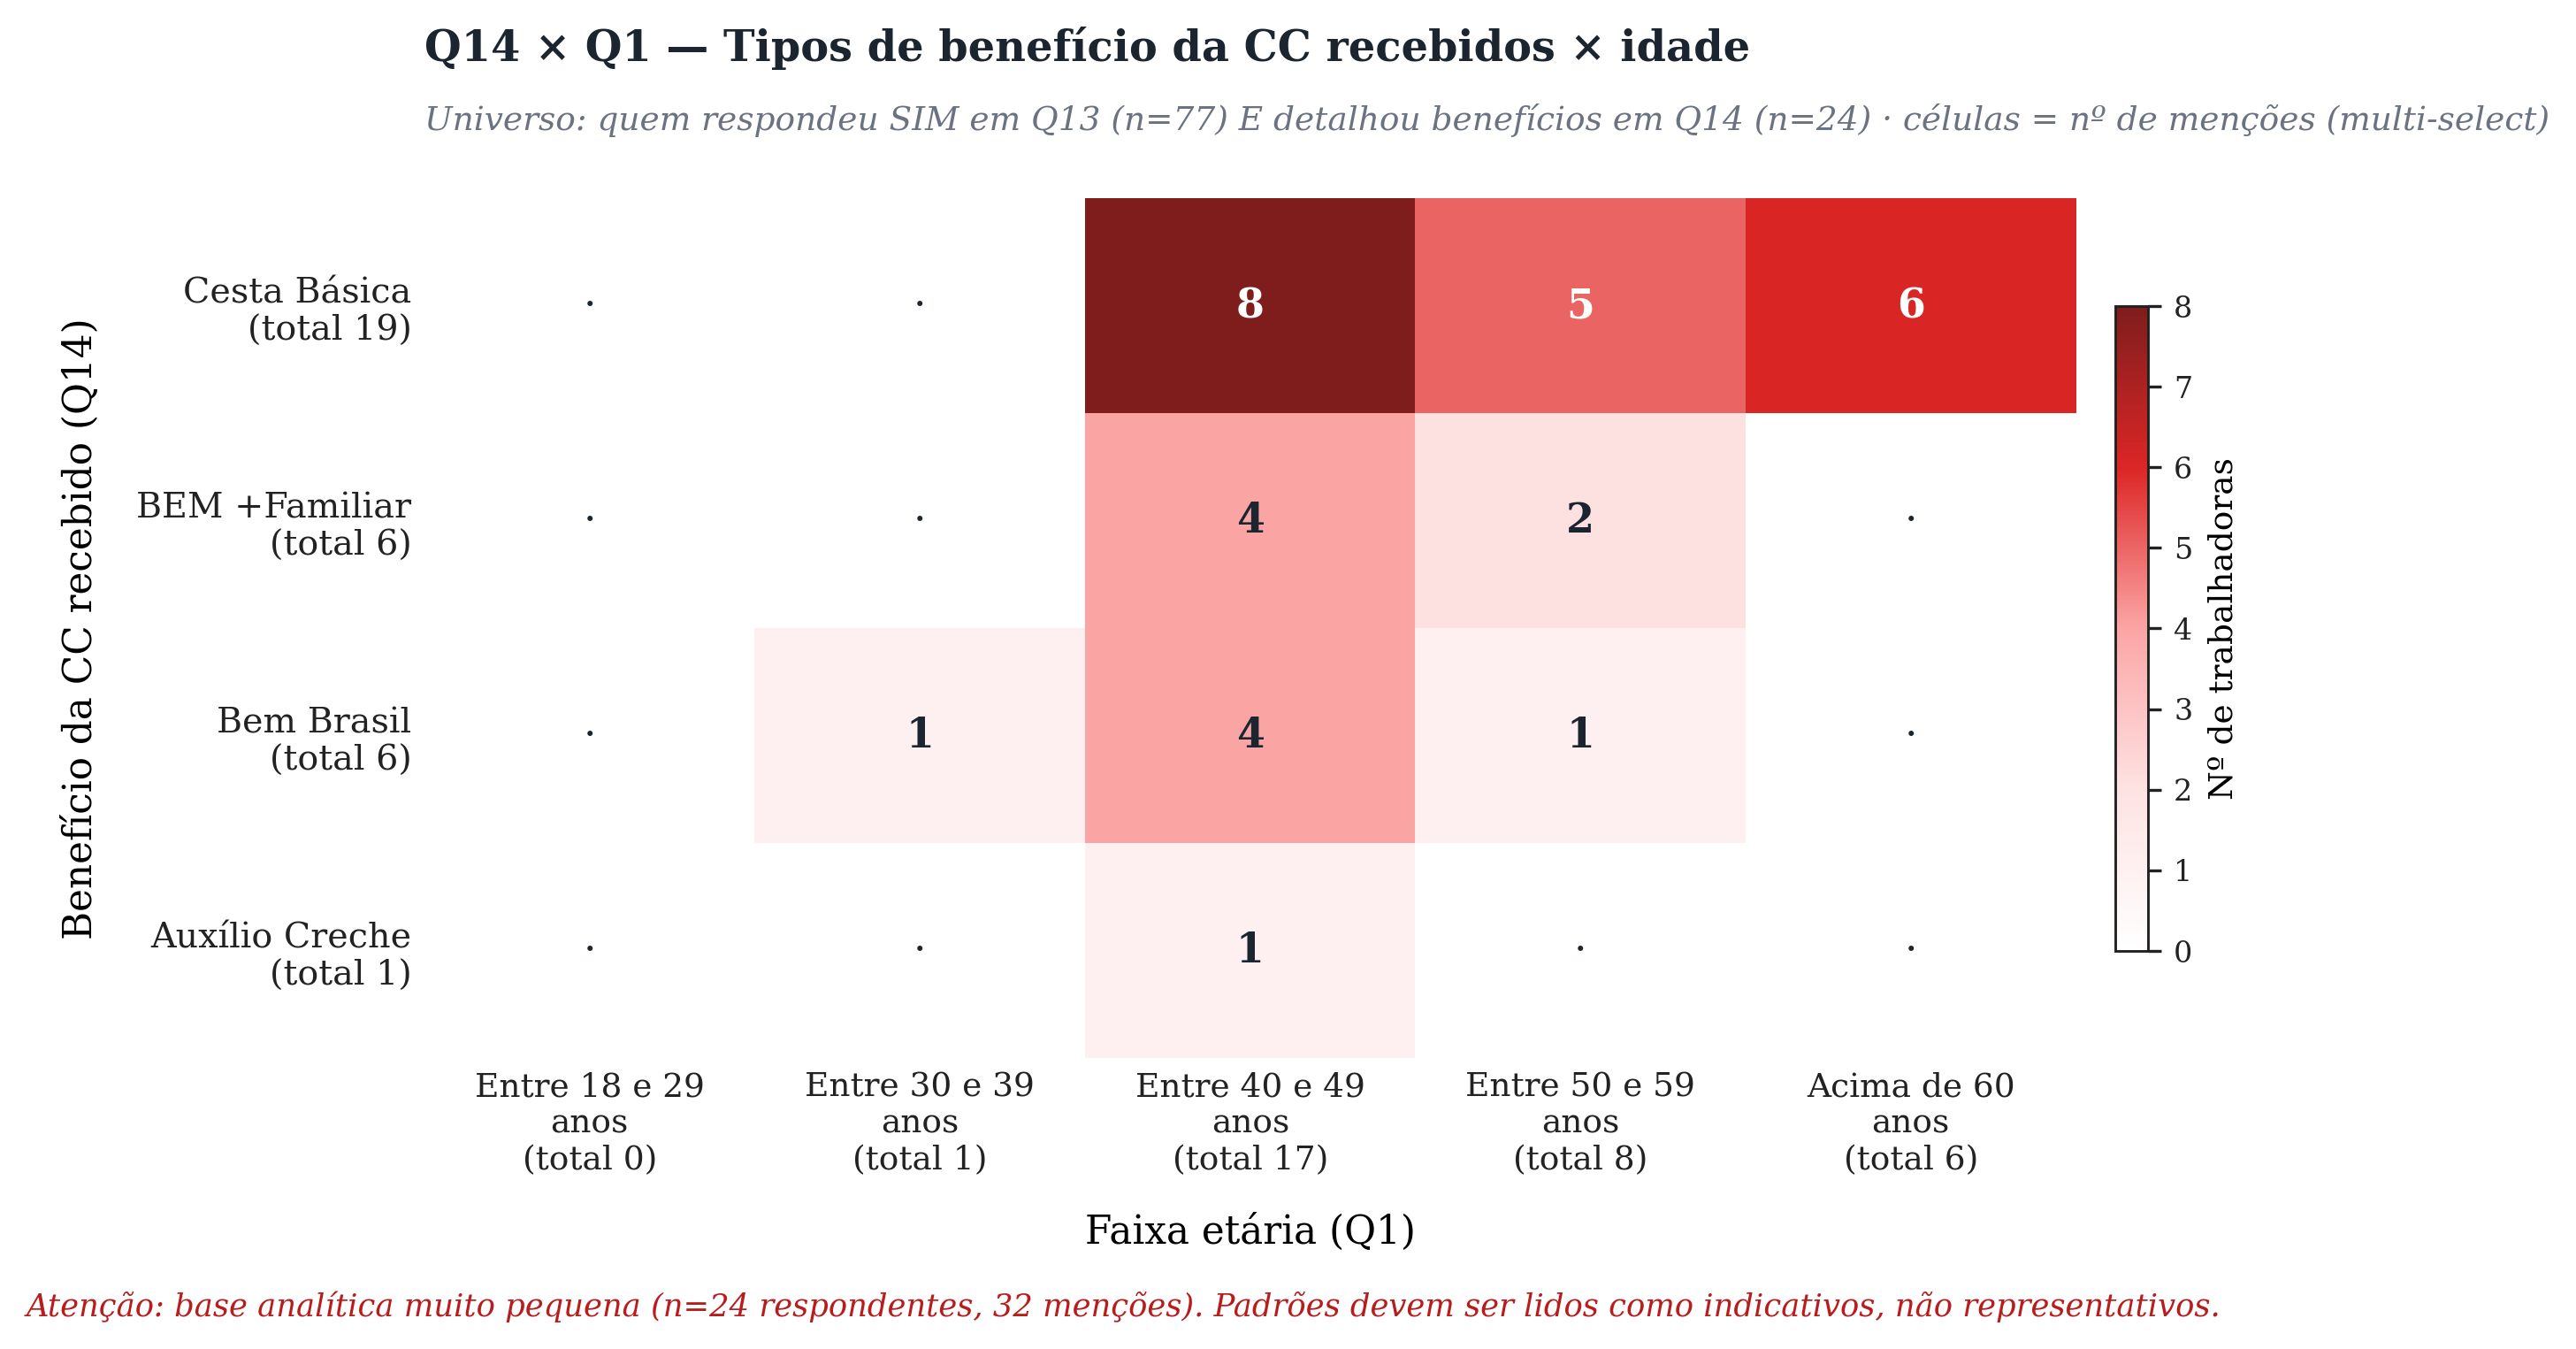 Q14 × Q1 — Tipos de benefício da CC recebidos × idade
Universo: quem respondeu SIM em Q13 (n=77) E detalhou benefícios em Q14 (n=24) · células = nº de menções (multi-select)
Benefício da CC recebido (Q14)
Cesta Básica
(total 19)
· · 8 5 6
BEM +Familiar
(total 6)
· · 4 2 ·
Bem Brasil
(total 6)
· 1 4 1 ·
Auxílio Creche
(total 1)
· · 1 · ·
Entre 18 e 29
anos
(total 0)
Entre 30 e 39
anos
(total 1)
Entre 40 e 49
anos
(total 17)
Entre 50 e 59
anos
(total 8)
Acima de 60
anos
(total 6)
Faixa etária (Q1)
8
7
6
5
4
3
2
1
0
Nº de trabalhadoras
Atenção: base analítica muito pequena (n=24 respondentes, 32 menções). Padrões devem ser lidos como indicativos, não representativos.